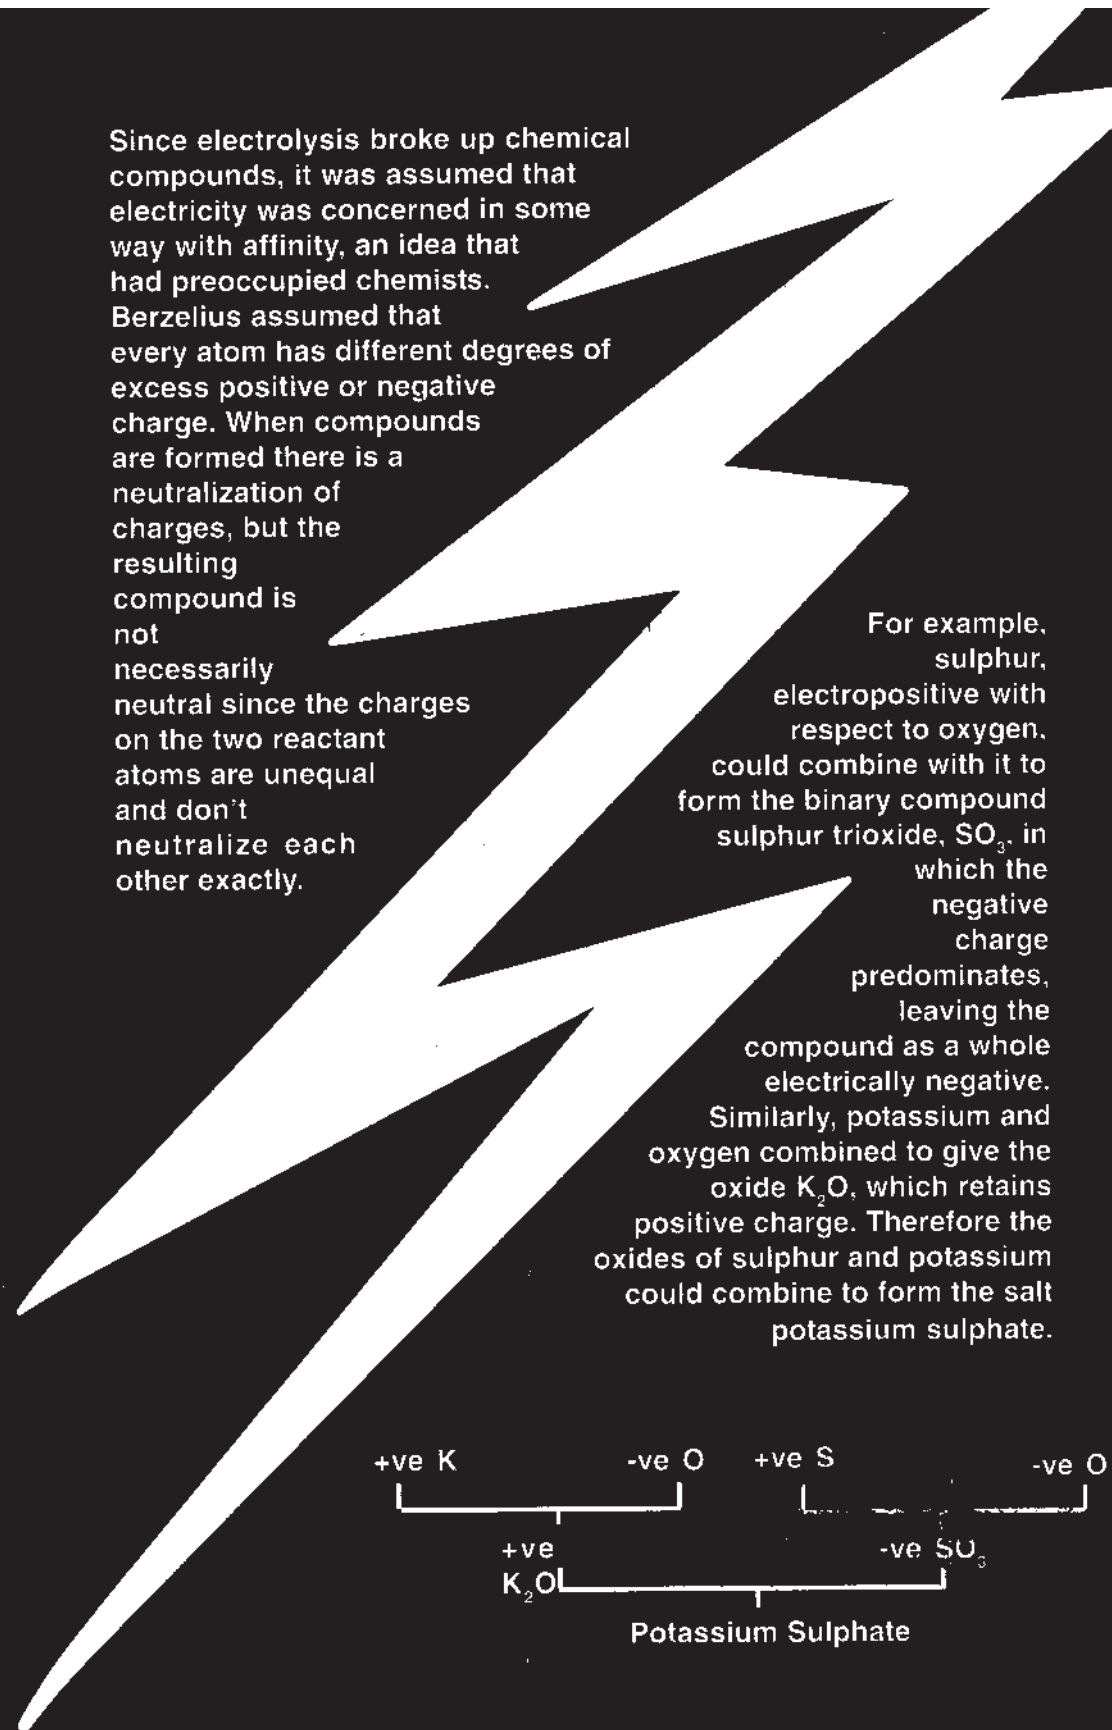 Since electrolysis broke up chemical
compounds, it was assumed that
electricity was concerned in some
way with affinity, an idea that
had preoccupied chemists.
Berzelius assumed that
every atom has different degrees of
excess positive or negative
charge. When compounds
are formed there is a
neutralization of
charges, but the
resulting
compound is
not
necessarily
neutral since the charges
on the two reactant
atoms are unequal
and don't
neutralize each
other exactly.
For example,
sulphur,
electropositive with
respect to oxygen,
could combine with it to
form the binary compound
sulphur trioxide, SO₃, in
which the
negative
charge
predominates,
leaving the
compound as a whole
electrically negative.
Similarly, potassium and
oxygen combined to give the
oxide K₂O, which retains
positive charge. Therefore the
oxides of sulphur and potassium
could combine to form the salt
potassium sulphate.
+ve K -ve O +ve S -ve O
+ve -ve SO₃
K₂O
Potassium Sulphate